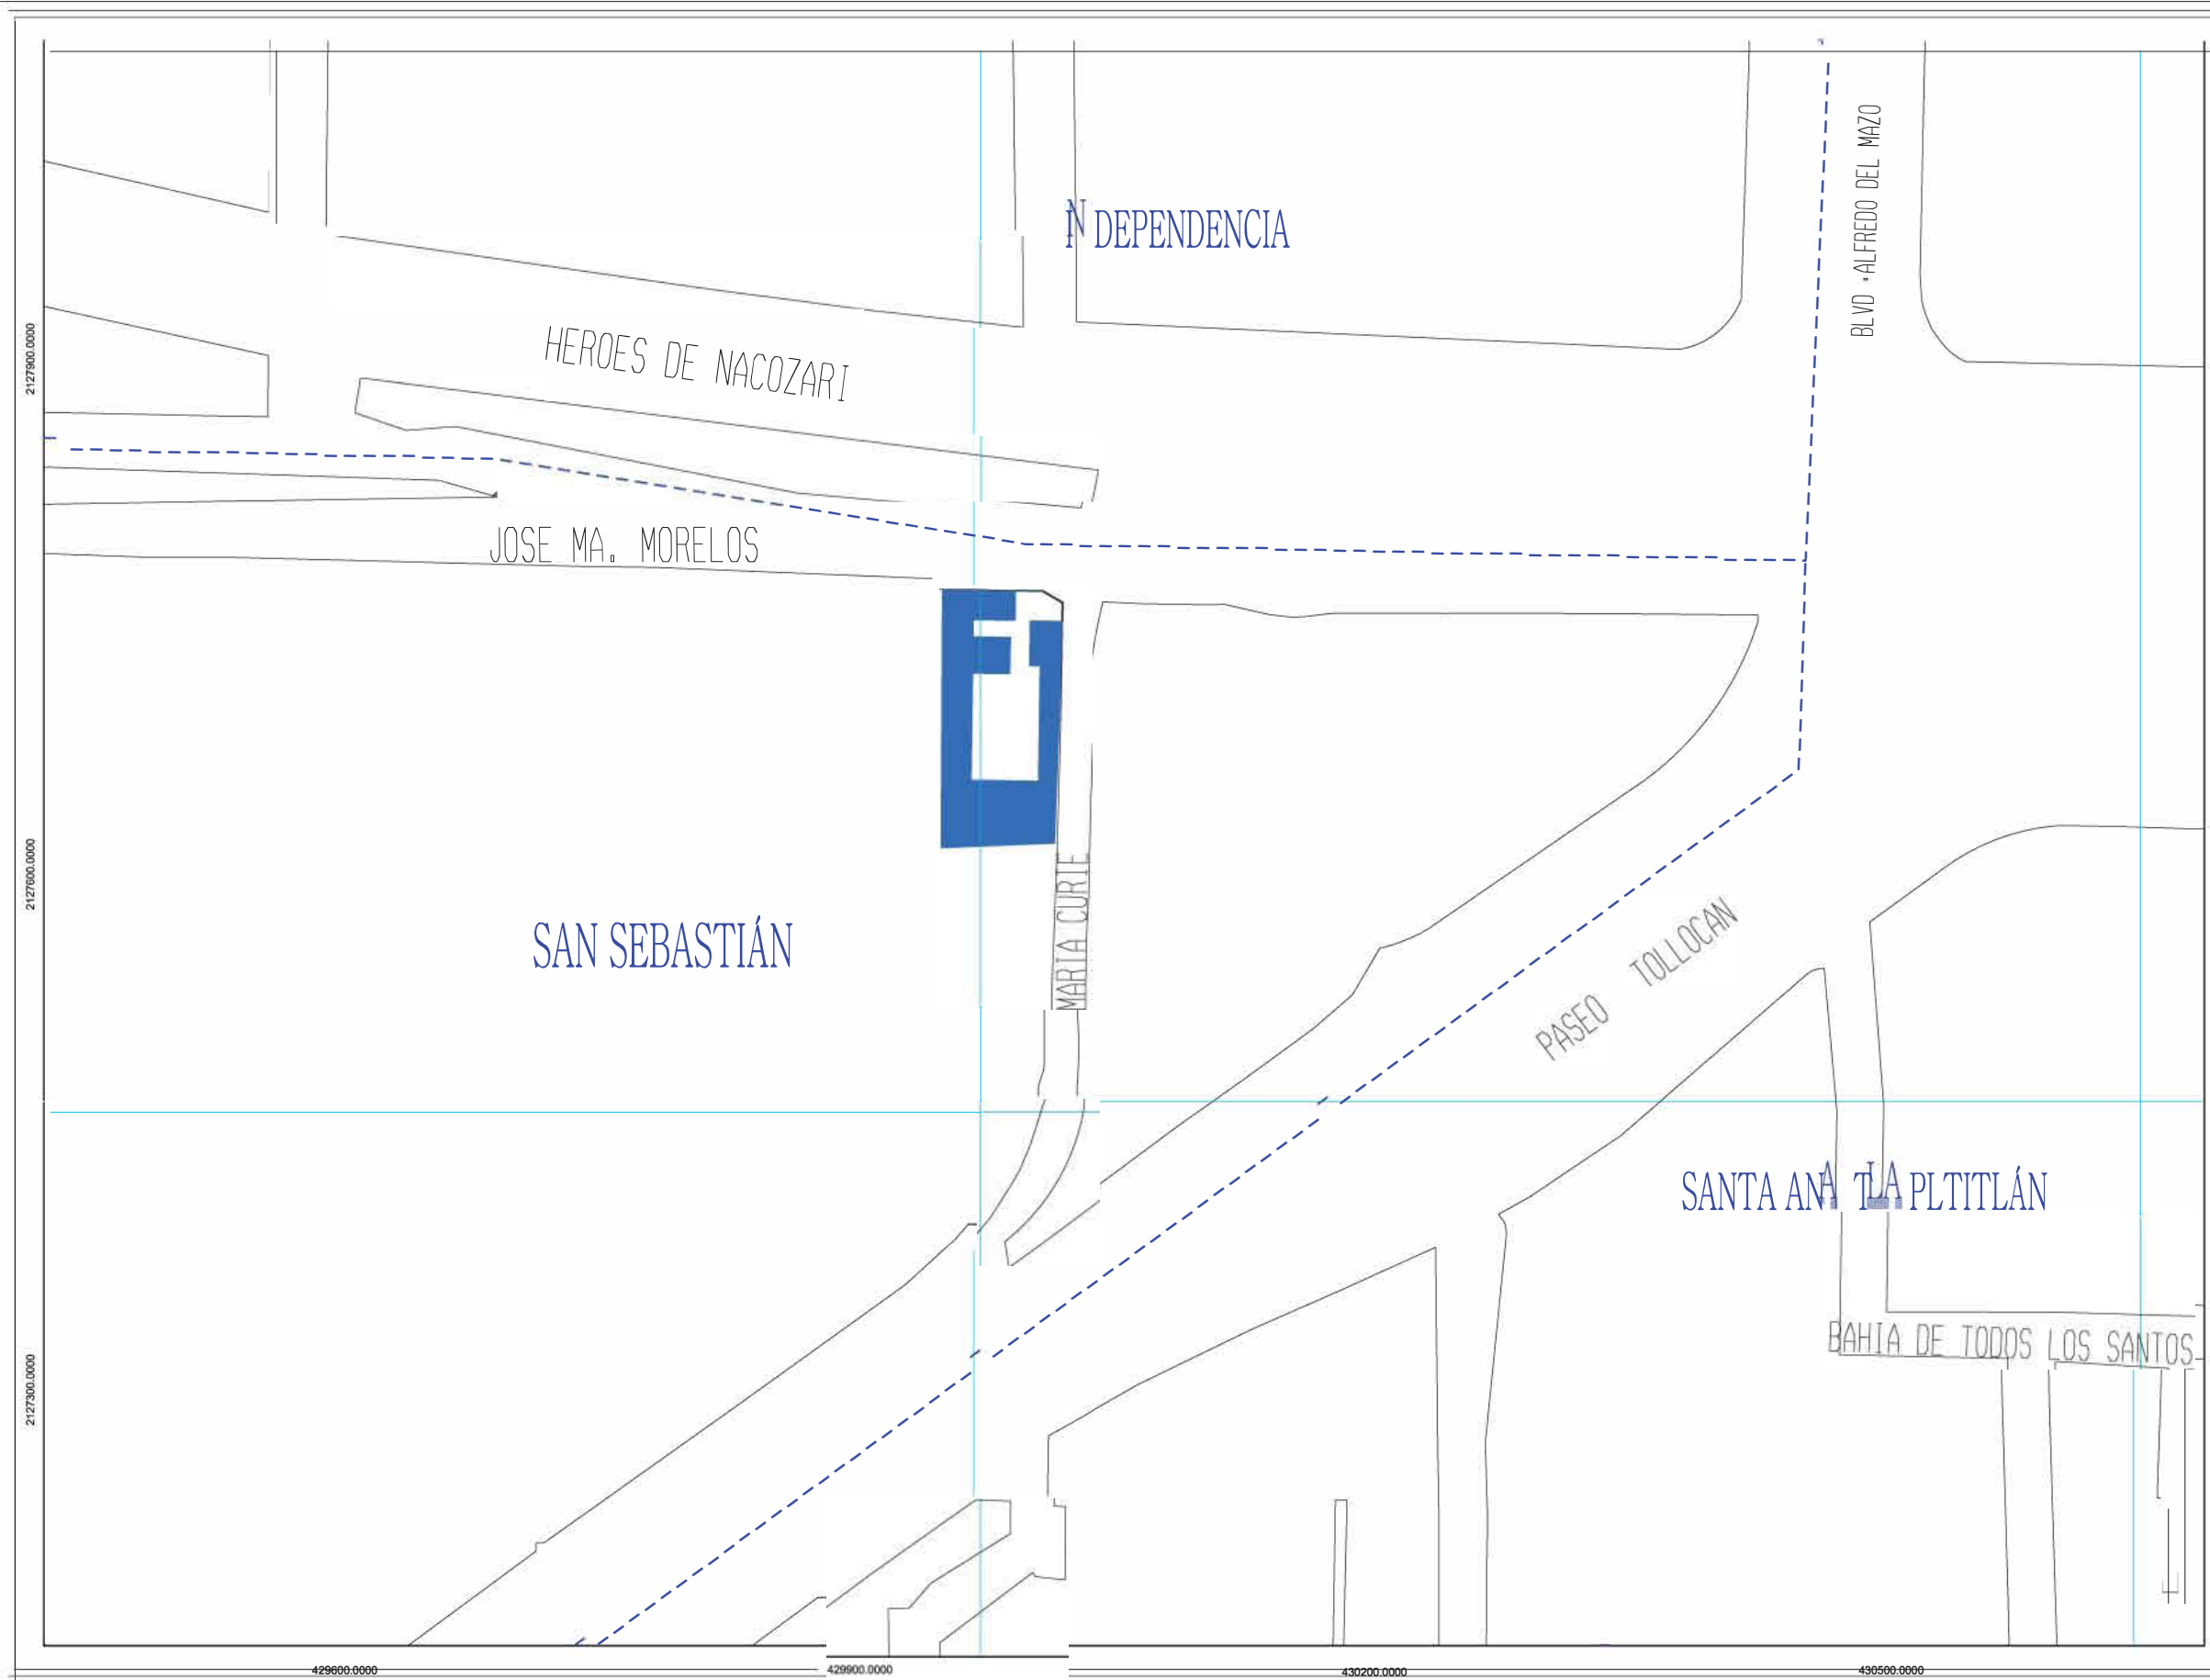 BLVD .ALFREDO DEL MAZO
N DEPENDENCIA
HEROES DE NACOZARI
2127900.0000
JOSE MA. MORELOS
2127600.0000
MARIA CURIE
SAN SEBASTIÁN
PASEO TOLLOCAN
SANTA ANA TLA PLTITLÁN
BAHIA DE TODOS LOS SANTOS
2127300.0000
429600.0000
429900.0000
430200.0000
430500.0000